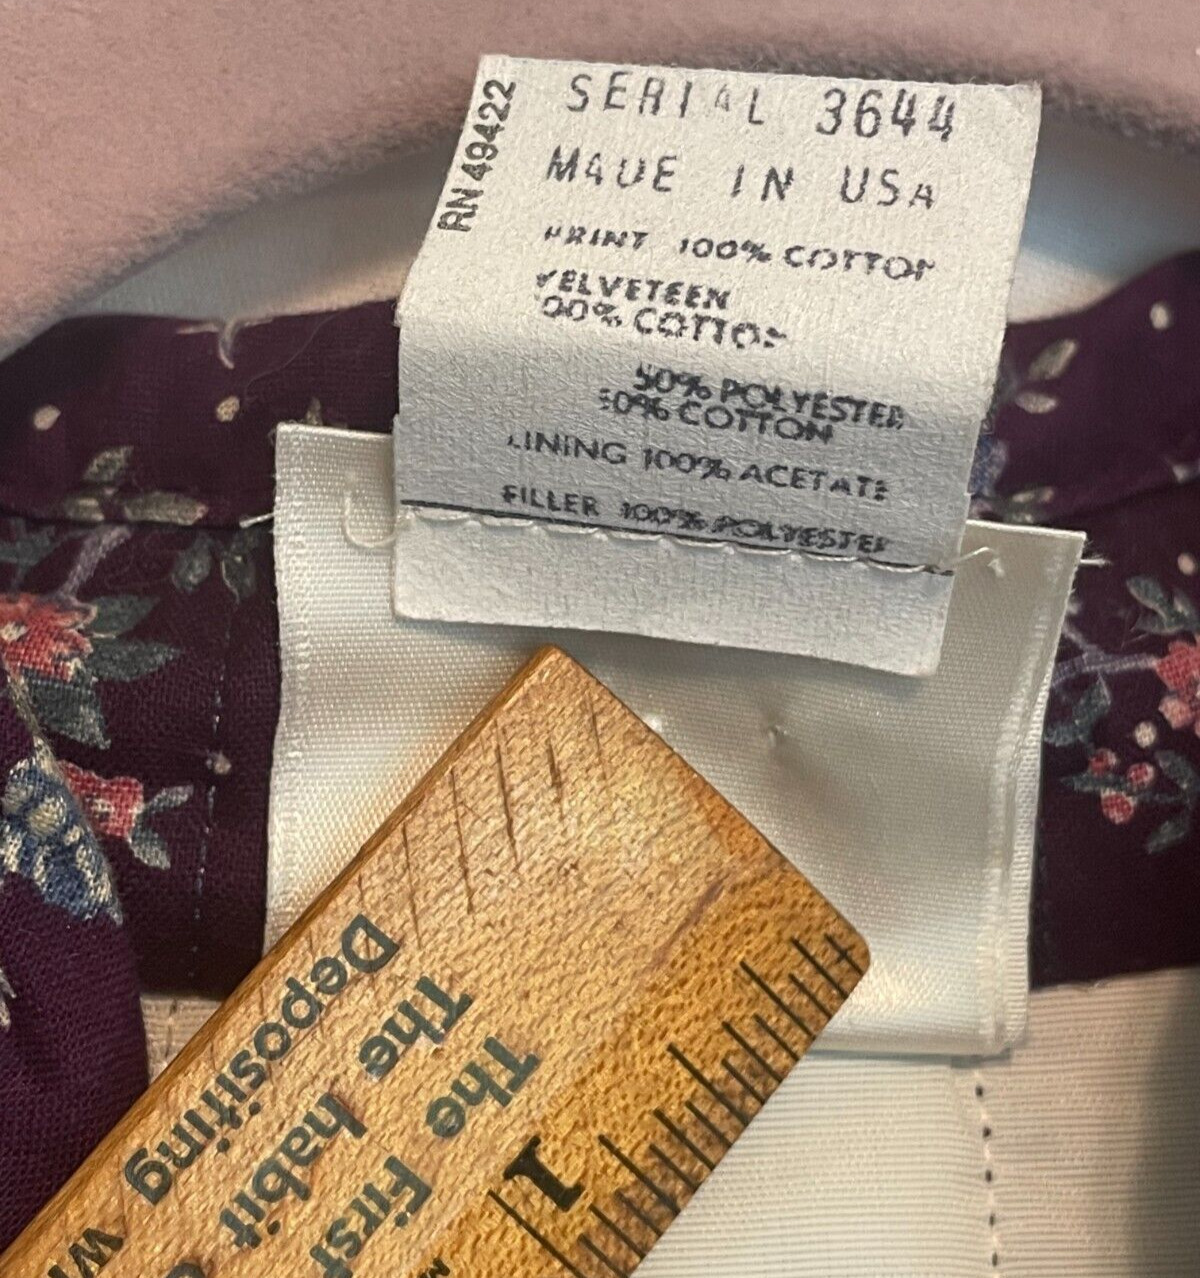 RN 49422
SERIAL 3644
MADE IN USA
PRINT 100% COTTON
VELVETEEN
100% COTTON
50% POLYESTER
50% COTTON
LINING 100% ACETATE
FILLER 100% POLYESTER
The First
The habit
Depositing
1